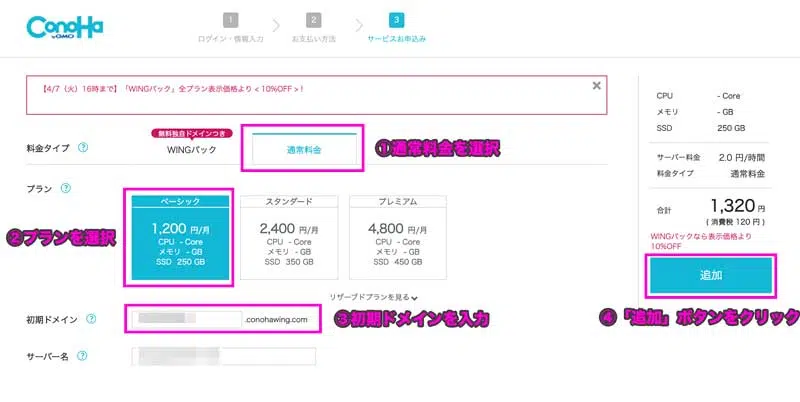 ConoHa
by GMO
1
2
3
ログイン・情報入力
お支払い方法
サービスお申込み
【4/7（火）16時まで】「WINGパック」全プラン表示価格より < 10%OFF >！
×
料金タイプ ?
無料独自ドメインつき
WINGパック
通常料金
①通常料金を選択
プラン ?
②プランを選択
ベーシック
1,200 円/月
CPU - Core
メモリ - GB
SSD 250 GB
スタンダード
2,400 円/月
CPU - Core
メモリ - GB
SSD 350 GB
プレミアム
4,800 円/月
CPU - Core
メモリ - GB
SSD 450 GB
リザーブドプランを見る
初期ドメイン ?
.conohawing.com
③初期ドメインを入力
サーバー名 ?
CPU - Core
メモリ - GB
SSD 250 GB
サーバー料金 2.0 円/時間
料金タイプ 通常料金
合計 1,320 円
( 消費税 120 円 )
WINGパックなら表示価格より
10%OFF
追加
④「追加」ボタンをクリック